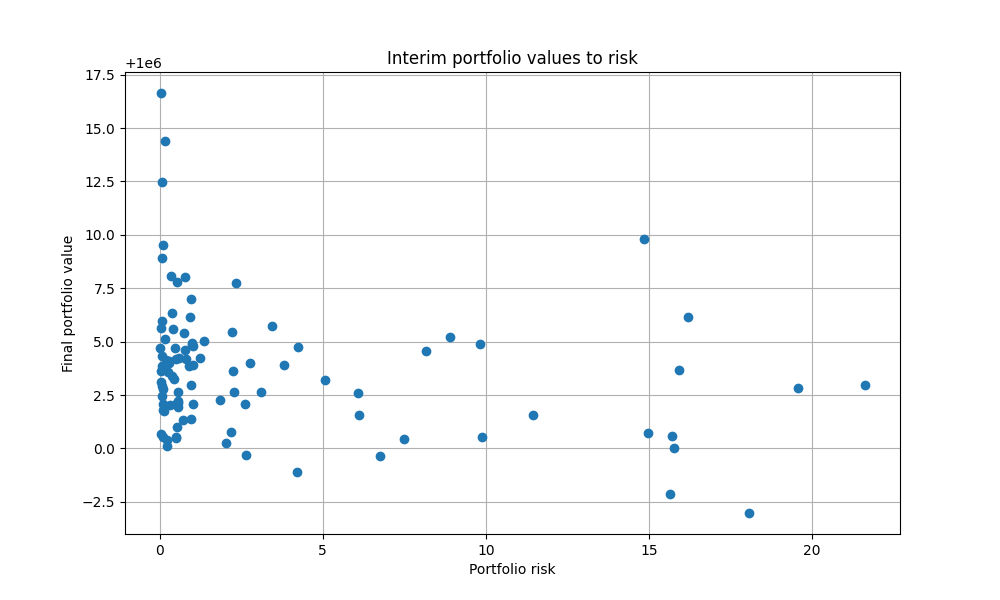 Interim portfolio values to risk
+1e6
17.5
15.0
12.5
10.0
7.5
5.0
2.5
0.0
−2.5
Final portfolio value
0 5 10 15 20
Portfolio risk